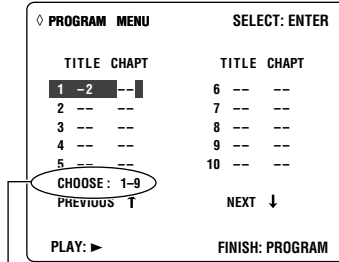 ◊ PROGRAM MENU SELECT: ENTER
TITLE CHAPT TITLE CHAPT
1 –2 –– 6 –– ––
2 –– –– 7 –– ––
3 –– –– 8 –– ––
4 –– –– 9 –– ––
5 –– –– 10 –– ––
CHOOSE : 1–9
PREVIOUS ↑ NEXT ↓
PLAY: ► FINISH: PROGRAM